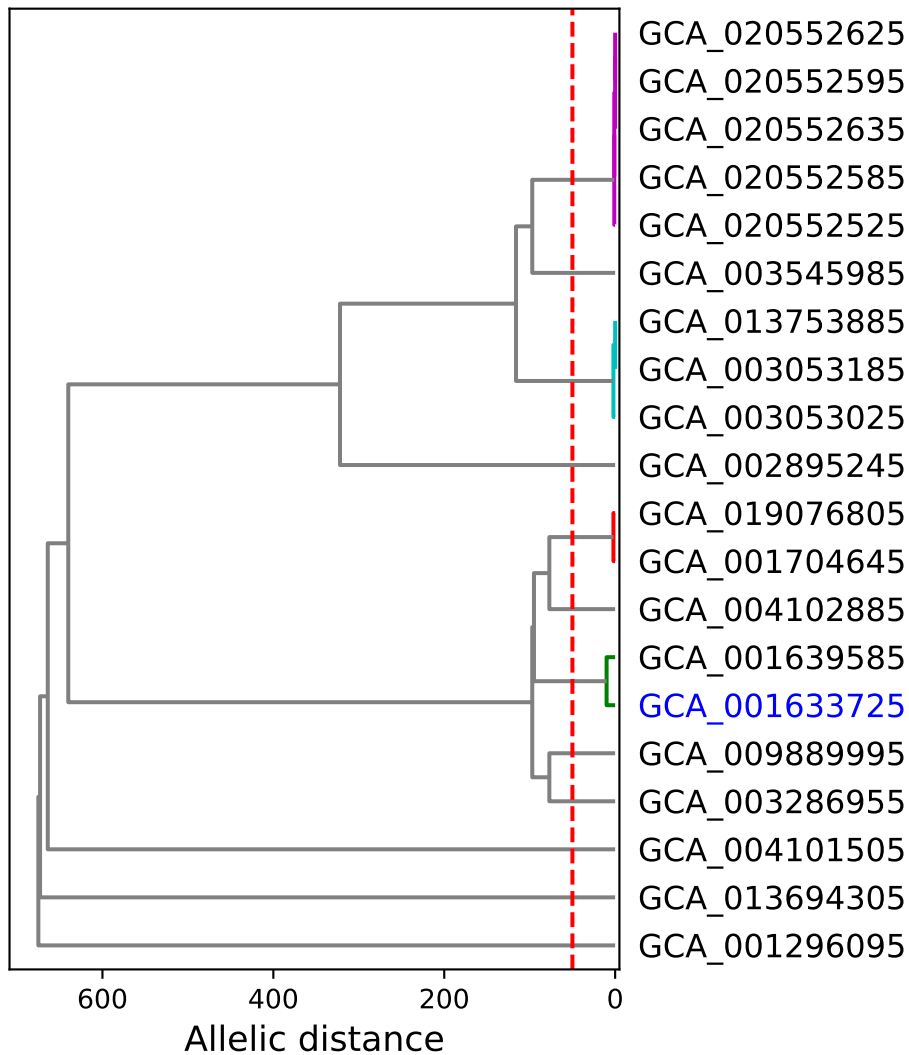 GCA_020552625
GCA_020552595
GCA_020552635
GCA_020552585
GCA_020552525
GCA_003545985
GCA_013753885
GCA_003053185
GCA_003053025
GCA_002895245
GCA_019076805
GCA_001704645
GCA_004102885
GCA_001639585
GCA_001633725
GCA_009889995
GCA_003286955
GCA_004101505
GCA_013694305
GCA_001296095
600 400 200 0
Allelic distance